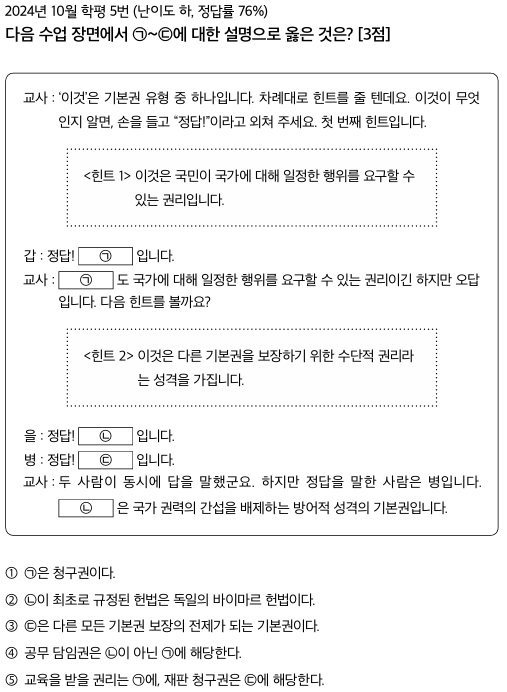 2024년 10월 학평 5번 (난이도 하, 정답률 76%)
다음 수업 장면에서 ㉠~㉢에 대한 설명으로 옳은 것은? [3점]
교사 : '이것'은 기본권 유형 중 하나입니다. 차례대로 힌트를 줄 텐데요. 이것이 무엇
인지 알면, 손을 들고 "정답!"이라고 외쳐 주세요. 첫 번째 힌트입니다.
<힌트 1> 이것은 국민이 국가에 대해 일정한 행위를 요구할 수
있는 권리입니다.
갑 : 정답! ㉠ 입니다.
교사 : ㉠ 도 국가에 대해 일정한 행위를 요구할 수 있는 권리이긴 하지만 오답
입니다. 다음 힌트를 볼까요?
<힌트 2> 이것은 다른 기본권을 보장하기 위한 수단적 권리라
는 성격을 가집니다.
을 : 정답! ㉡ 입니다.
병 : 정답! ㉢ 입니다.
교사 : 두 사람이 동시에 답을 말했군요. 하지만 정답을 말한 사람은 병입니다.
㉡ 은 국가 권력의 간섭을 배제하는 방어적 성격의 기본권입니다.
① ㉠은 청구권이다.
② ㉡이 최초로 규정된 헌법은 독일의 바이마르 헌법이다.
③ ㉢은 다른 모든 기본권 보장의 전제가 되는 기본권이다.
④ 공무 담임권은 ㉡이 아닌 ㉠에 해당한다.
⑤ 교육을 받을 권리는 ㉠에, 재판 청구권은 ㉢에 해당한다.